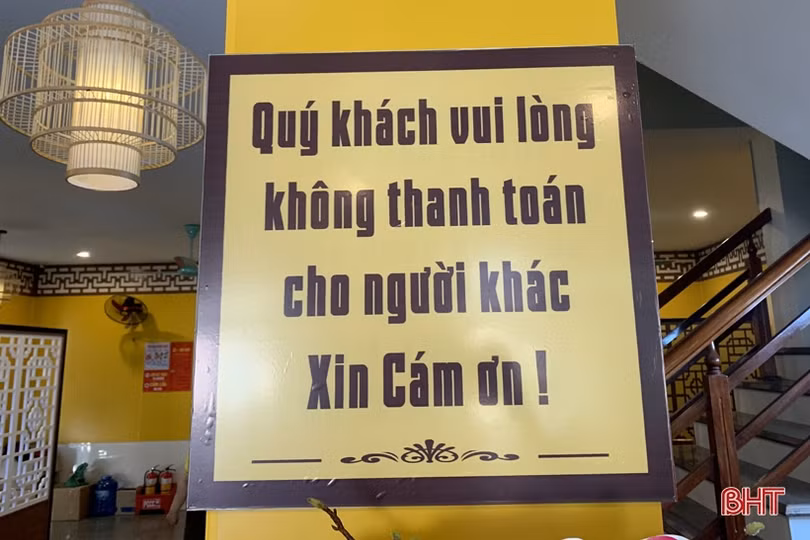 Quý khách vui lòng
không thanh toán
cho người khác
Xin Cám ơn !
BHT